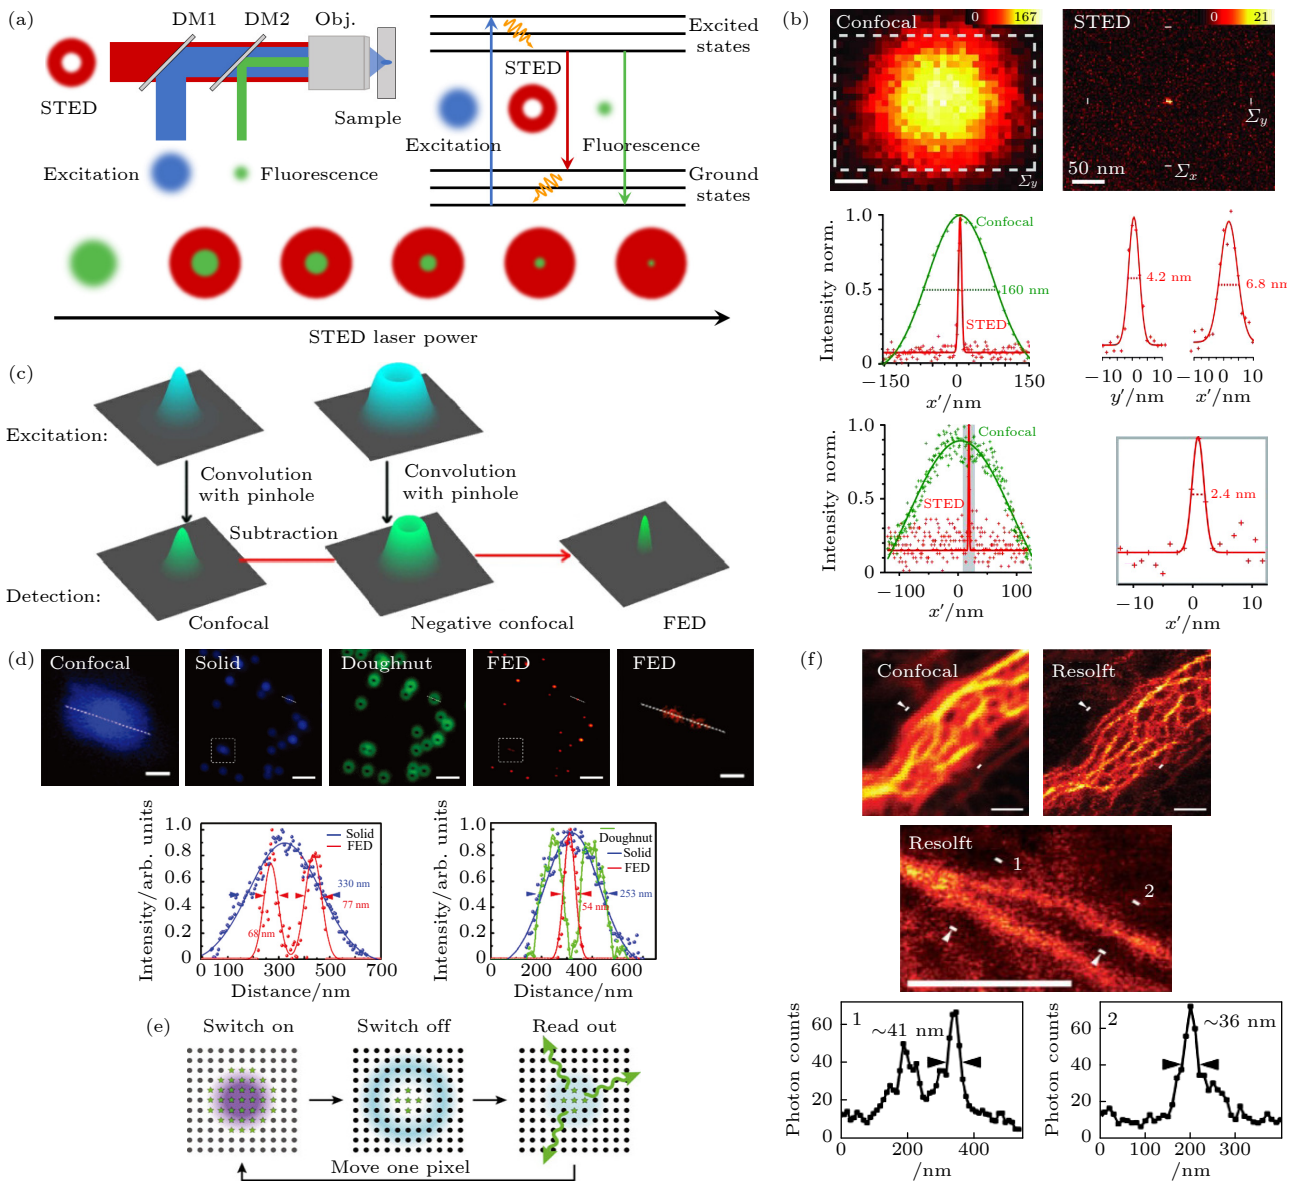 (a)
DM1
DM2
Obj.
STED
Sample
Excitation
Fluorescence
Excited
states
STED
Excitation
Fluorescence
Ground
states
STED laser power
(b)
Confocal
0
167
Σy
STED
0
21
Σy
Σx
50 nm
Intensity norm.
1.0
0.5
0
Confocal
160 nm
STED
−150
0
150
x′/nm
4.2 nm
−10
0
10
y′/nm
6.8 nm
−10
0
10
x′/nm
Intensity norm.
1.0
0.5
0
Confocal
STED
−100
0
100
x′/nm
2.4 nm
−10
0
10
x′/nm
(c)
Excitation:
Convolution
with pinhole
Convolution
with pinhole
Subtraction
Detection:
Confocal
Negative confocal
FED
(d)
Confocal
Solid
Doughnut
FED
FED
Intensity/arb. units
1.0
0.8
0.6
0.4
0.2
0
Solid
FED
330 nm
77 nm
68 nm
0
100
300
500
700
Distance/nm
Intensity/arb. units
1.0
0.8
0.6
0.4
0.2
0
Doughnut
Solid
FED
253 nm
54 nm
0
200
400
600
Distance/nm
(e)
Switch on
Switch off
Read out
Move one pixel
(f)
Confocal
Resolft
Resolft
1
2
Photon counts
60
40
20
0
1
~41 nm
0
200
400
/nm
Photon counts
60
40
20
0
2
~36 nm
0
100
200
300
/nm